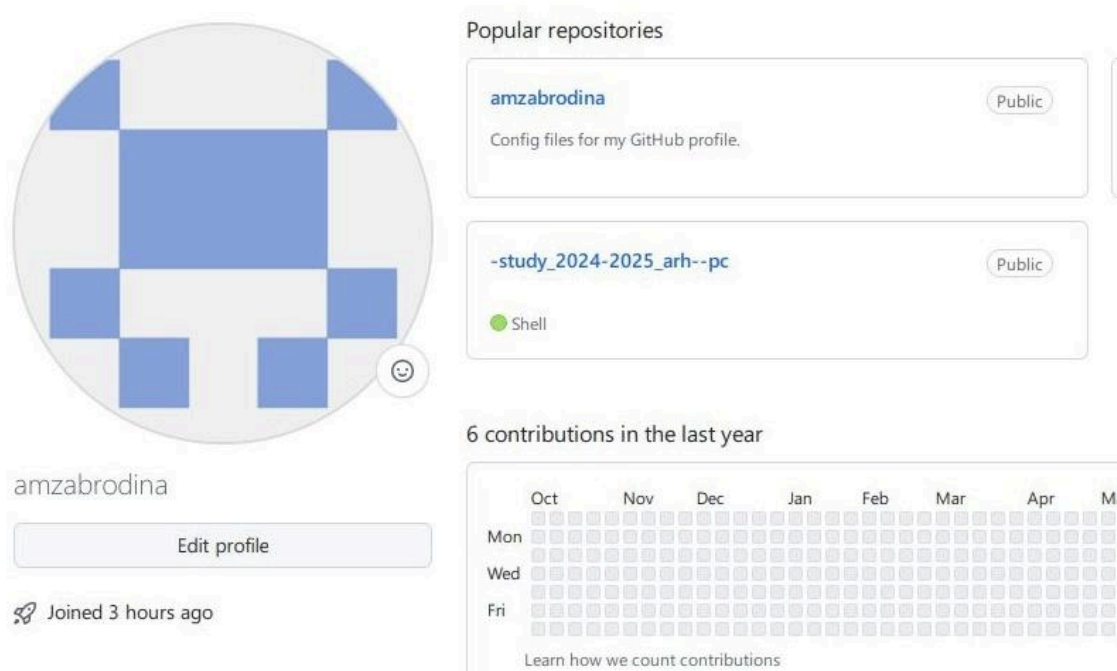 Popular repositories
amzabrodina
Public
Config files for my GitHub profile.
-study_2024-2025_arh--pc
Public
Shell
6 contributions in the last year
amzabrodina
Edit profile
Joined 3 hours ago
Oct Nov Dec Jan Feb Mar Apr M
Mon
Wed
Fri
Learn how we count contributions